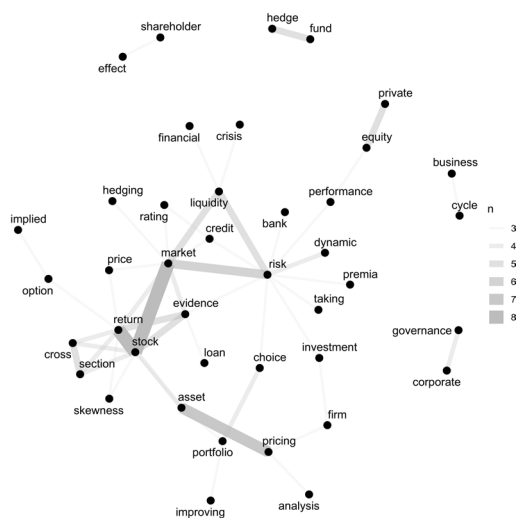 shareholder
hedge
fund
effect
private
financial
crisis
equity
business
hedging
liquidity
performance
implied
rating
bank
cycle
n
credit
3
price
market
risk
dynamic
4
option
premia
5
evidence
taking
6
return
governance
7
cross
stock
8
section
loan
choice
investment
corporate
skewness
asset
firm
portfolio
pricing
improving
analysis